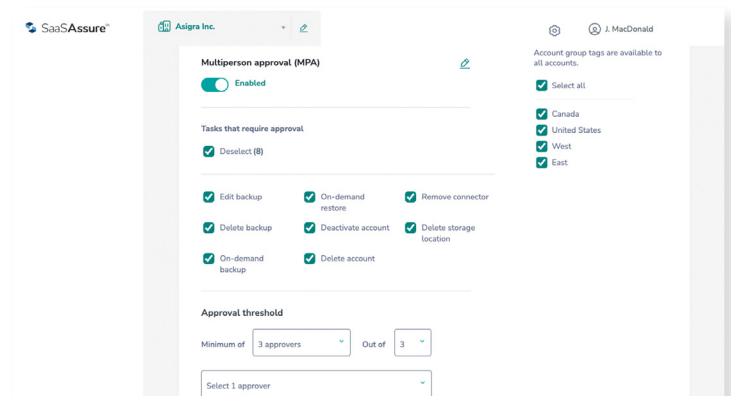 SaaSAssure™
Asigra Inc.
J. MacDonald
Multiperson approval (MPA)
Enabled
Tasks that require approval
Deselect (8)
Edit backup
On-demand
restore
Remove connector
Delete backup
Deactivate account
Delete storage
location
On-demand
backup
Delete account
Approval threshold
Minimum of
3 approvers
Out of
3
Select 1 approver
Account group tags are available to
all accounts.
Select all
Canada
United States
West
East